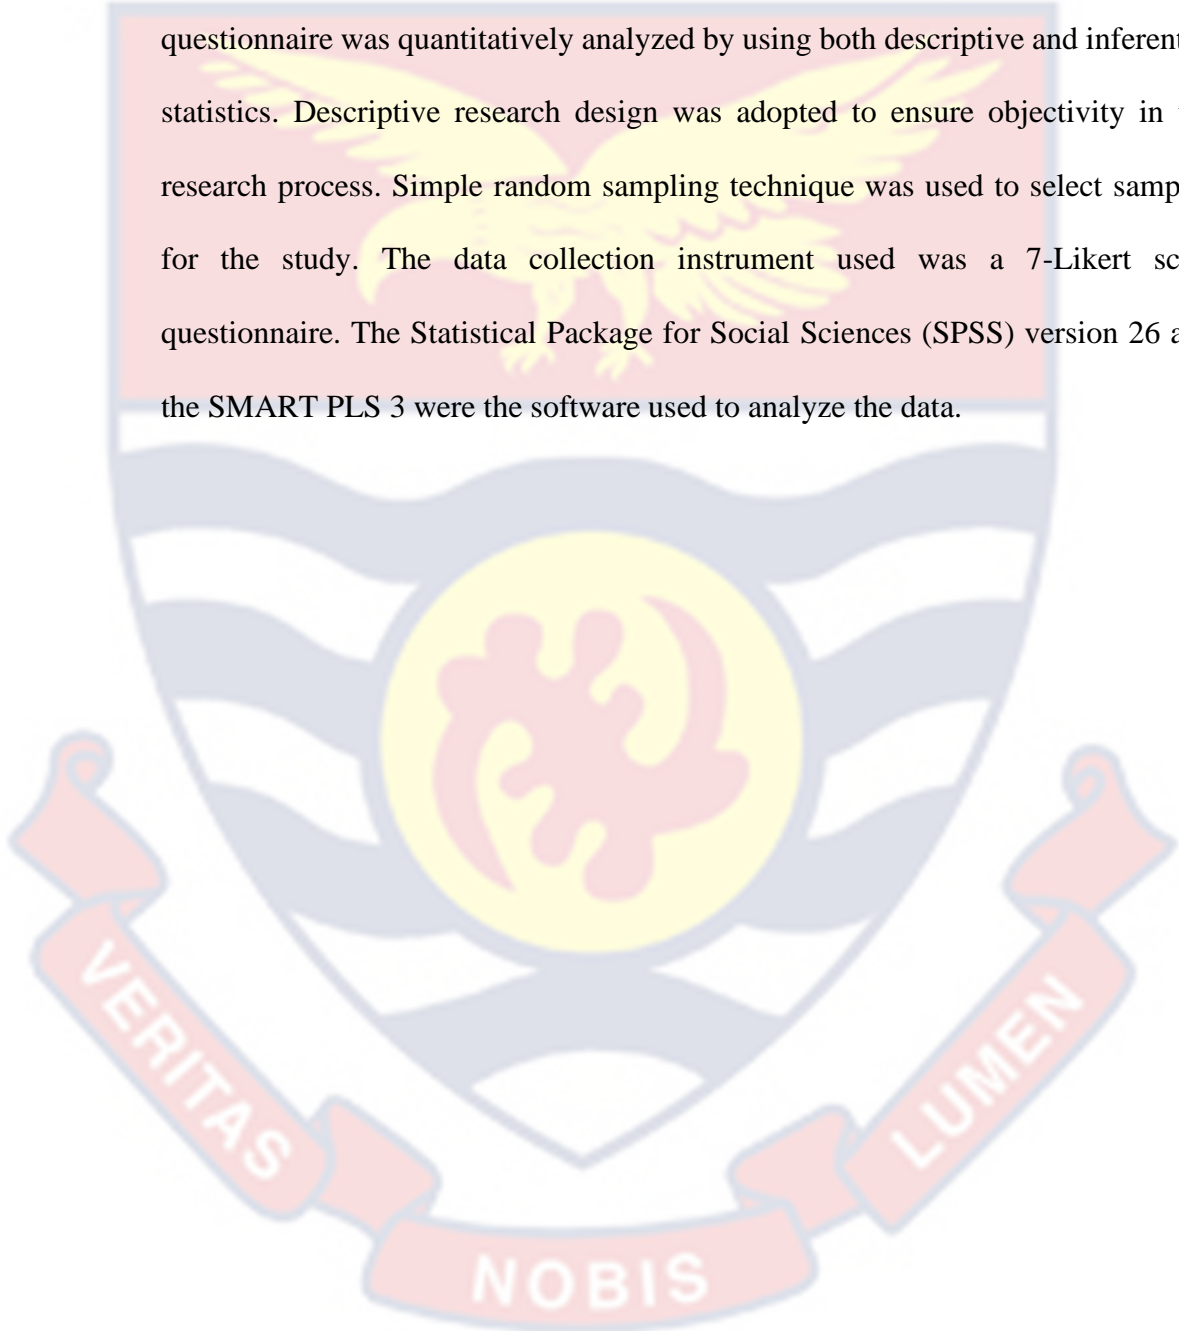 questionnaire was quantitatively analyzed by using both descriptive and inferent
statistics. Descriptive research design was adopted to ensure objectivity in t
research process. Simple random sampling technique was used to select samp
for the study. The data collection instrument used was a 7-Likert sc
questionnaire. The Statistical Package for Social Sciences (SPSS) version 26 a
the SMART PLS 3 were the software used to analyze the data.
VERITAS
NOBIS
LUMEN